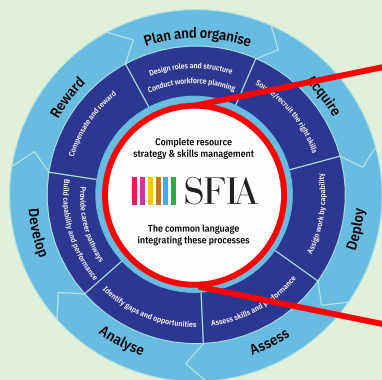 Plan and organise
Design roles and structure
Conduct workforce planning
Acquire
Source/recruit the right skills
Deploy
Assign work by capability
Assess
Assess skills and performance
Analyse
Identify gaps and opportunities
Develop
Provide career pathways
Build capability and performance
Reward
Compensate and reward
Complete resource
strategy & skills management
SFIA
The common language
integrating these processes